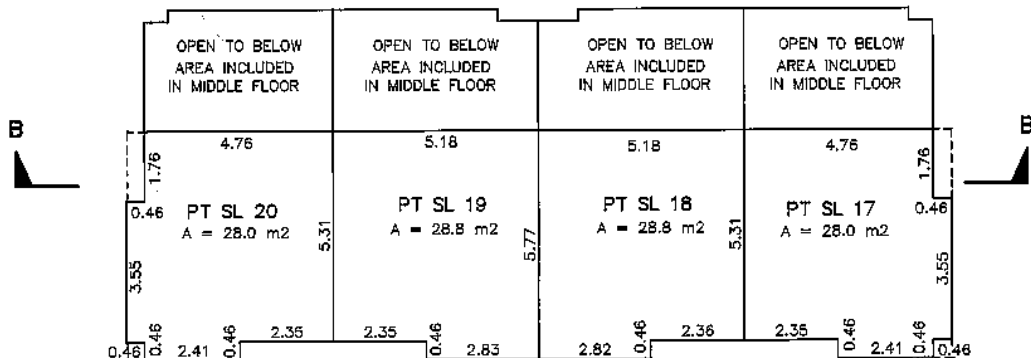 OPEN TO BELOW
AREA INCLUDED
IN MIDDLE FLOOR
OPEN TO BELOW
AREA INCLUDED
IN MIDDLE FLOOR
OPEN TO BELOW
AREA INCLUDED
IN MIDDLE FLOOR
OPEN TO BELOW
AREA INCLUDED
IN MIDDLE FLOOR
B
B
4.76
5.18
5.18
4.76
1.76
1.76
0.46
PT SL 20
A = 28.0 m2
5.31
PT SL 19
A = 28.8 m2
5.77
PT SL 18
A = 28.8 m2
5.31
PT SL 17
A = 28.0 m2
0.46
3.55
3.55
0.46
0.46
2.41
0.46
2.35
2.35
0.46
2.83
2.82
0.46
2.36
2.35
0.46
2.41
0.46
0.46